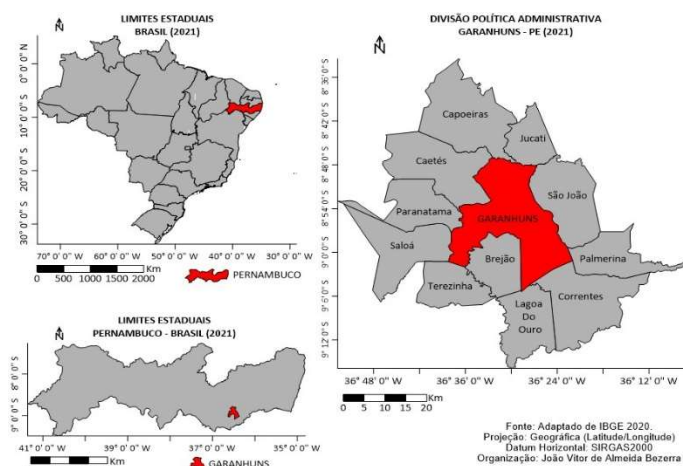 LIMITES ESTADUAIS
BRASIL (2021)
N
0° 0' 0" N
10° 0' 0" S
20° 0' 0" S
30° 0' 0" S
70° 0' 0" W
60° 0' 0" W
50° 0' 0" W
40° 0' 0" W
30° 0' 0" W
0 500 1000 1500 2000 Km
PERNAMBUCO
LIMITES ESTADUAIS
PERNAMBUCO - BRASIL (2021)
N
8° 0' 0" S
9° 0' 0" S
41° 0' 0" W
39° 0' 0" W
37° 0' 0" W
35° 0' 0" W
Km
GARANHUNS
DIVISÃO POLÍTICA ADMINISTRATIVA
GARANHUNS - PE (2021)
N
8° 36' 0" S
8° 42' 0" S
8° 48' 0" S
8° 54' 0" S
9° 0' 0" S
9° 6' 0" S
9° 12' 0" S
Capoeiras
Jucati
Caetés
São João
Paranatama
GARANHUNS
Saloá
Brejão
Palmerina
Terezinha
Lagoa
Do
Ouro
Correntes
36° 48' 0" W
36° 36' 0" W
36° 24' 0" W
36° 12' 0" W
0 5 10 15 20 Km
Fonte: Adaptado de IBGE 2020.
Projeção: Geográfica (Latitude/Longitude)
Datum Horizontal: SIRGAS2000
Organização: João Vitor de Almeida Bezerra